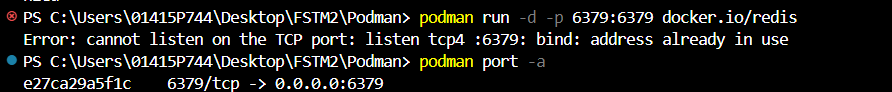 PS C:\Users\01415P744\Desktop\FSTM2\Podman> podman run -d -p 6379:6379 docker.io/redis
Error: cannot listen on the TCP port: listen tcp4 :6379: bind: address already in use
PS C:\Users\01415P744\Desktop\FSTM2\Podman> podman port -a
e27ca29a5f1c    6379/tcp -> 0.0.0.0:6379